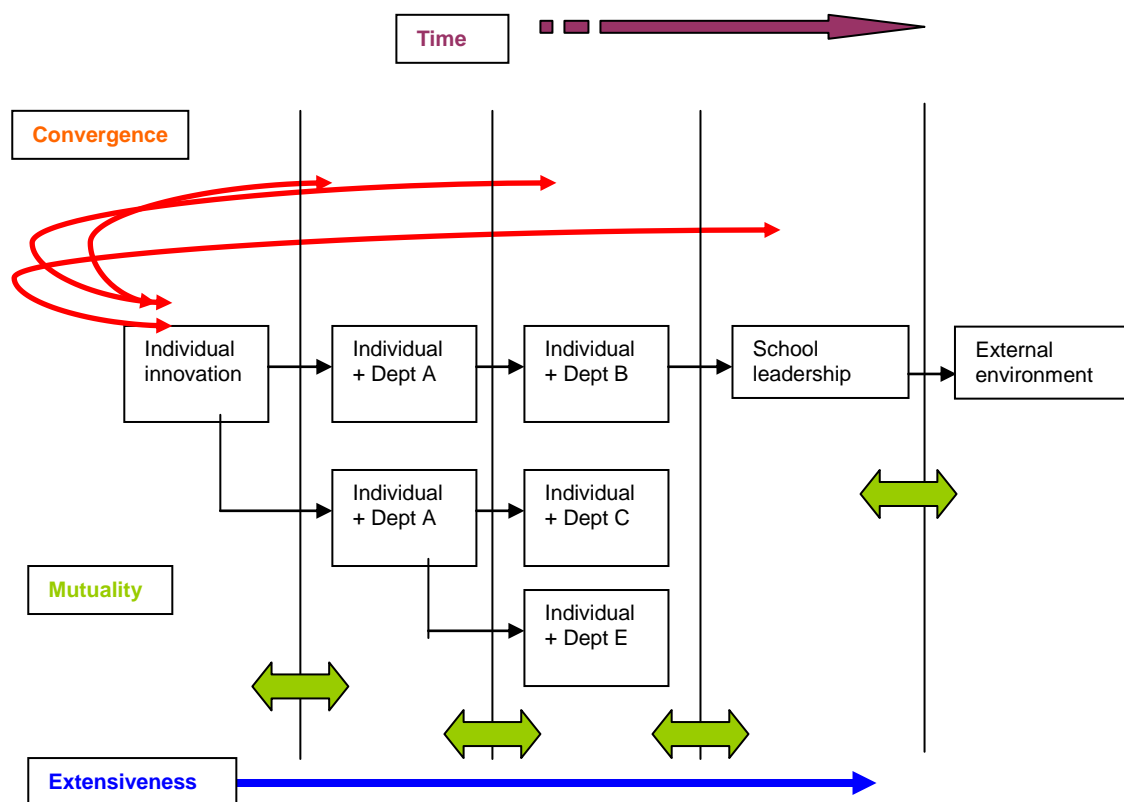 Time
Convergence
Individual
innovation
Individual
+ Dept A
Individual
+ Dept B
School
leadership
External
environment
Individual
+ Dept A
Individual
+ Dept C
Mutuality
Individual
+ Dept E
Extensiveness